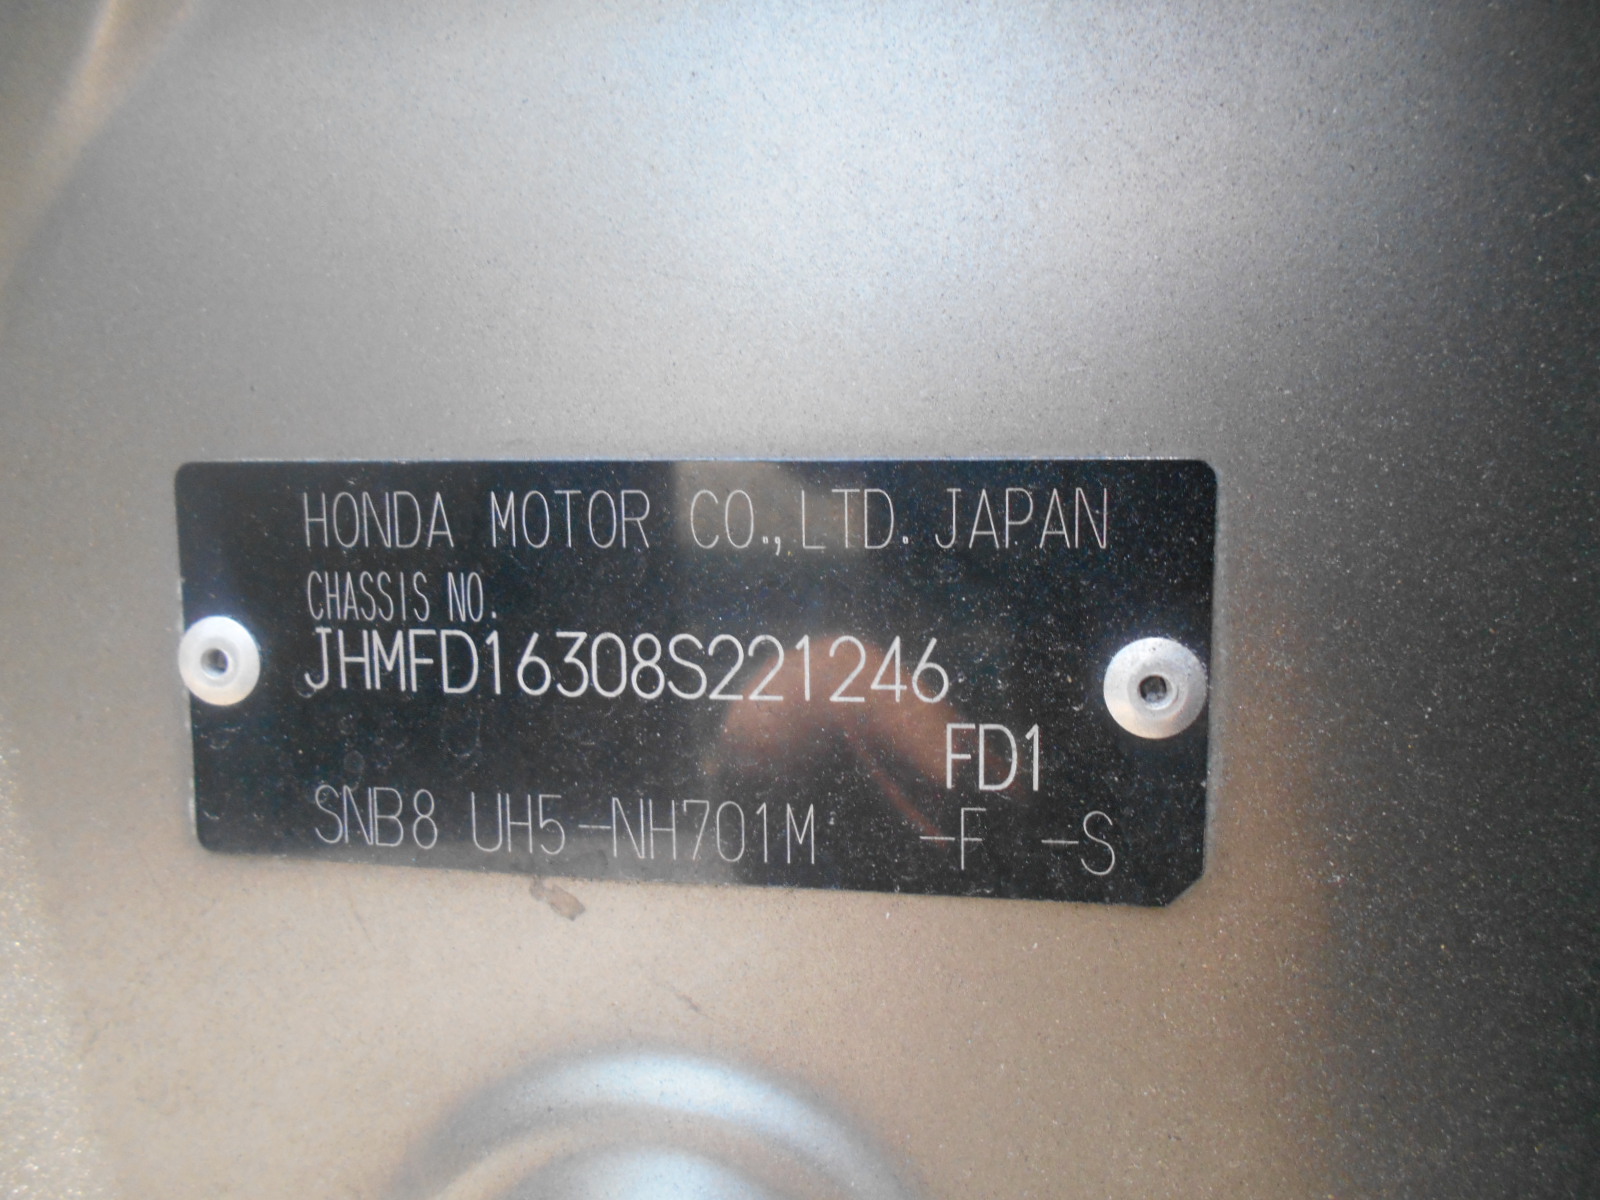 HONDA MOTOR CO.,LTD. JAPAN
CHASSIS NO.
JHMFD16308S221246
FD1
SNB8 UH5-NH701M -F -S